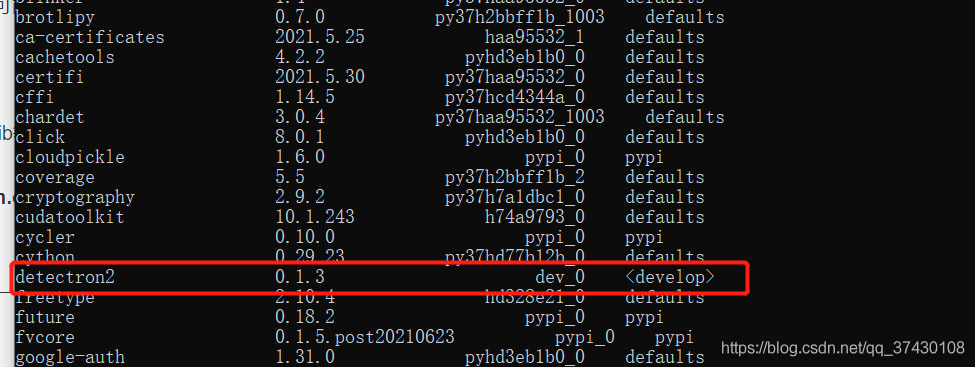 brotlipy 0.7.0 py37h2bbff1b_1003 defaults
ca-certificates 2021.5.25 haa95532_1 defaults
cachetools 4.2.2 pyhd3eb1b0_0 defaults
certifi 2021.5.30 py37haa95532_0 defaults
cffi 1.14.5 py37hcd4344a_0 defaults
chardet 3.0.4 py37haa95532_1003 defaults
click 8.0.1 pyhd3eb1b0_0 defaults
cloudpickle 1.6.0 pypi_0 pypi
coverage 5.5 py37h2bbff1b_2 defaults
cryptography 2.9.2 py37h7a1dbc1_0 defaults
cudatoolkit 10.1.243 h74a9793_0 defaults
cycler 0.10.0 pypi_0 pypi
cython 0.29.23 py37hd77b12b_0 defaults
detectron2 0.1.3 dev_0 <develop>
freetype 2.10.4 hd328e21_0 defaults
future 0.18.2 pypi_0 pypi
fvcore 0.1.5.post20210623 pypi_0 pypi
google-auth 1.31.0 pyhd3eb1b0_0 defaults
https://blog.csdn.net/qq_37430108